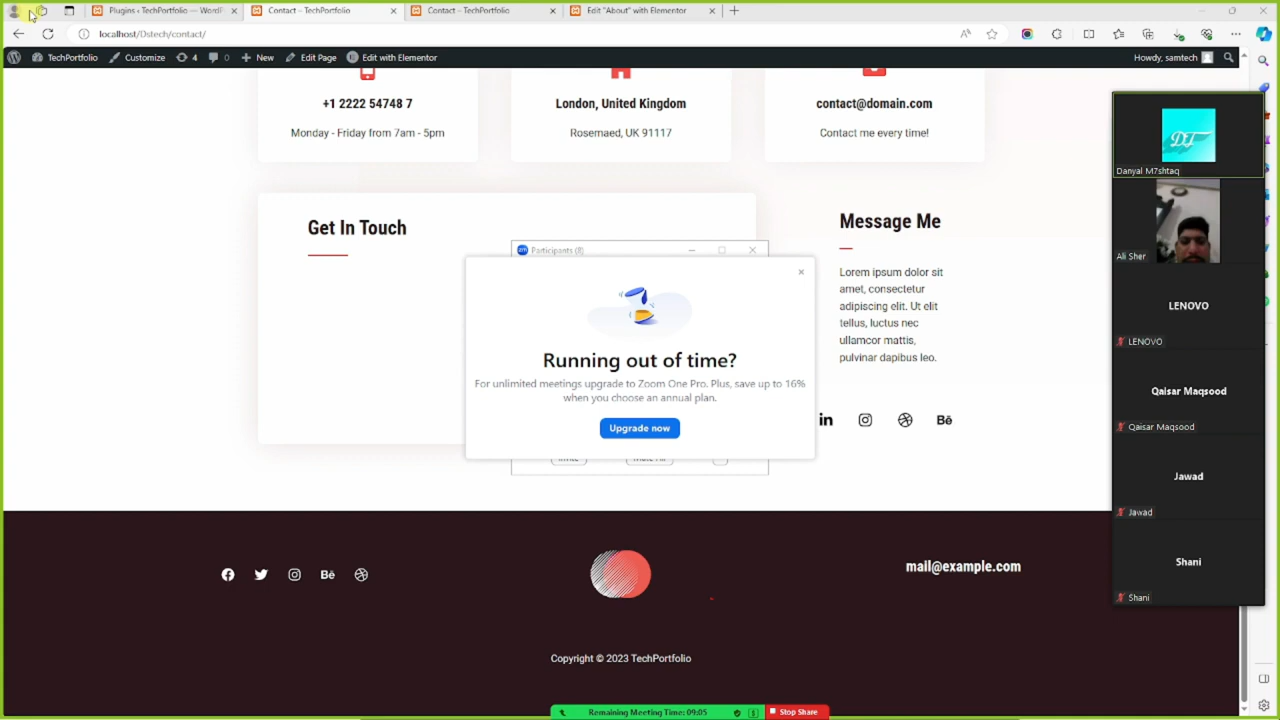 Plugins ‹ TechPortfolio — WordP
Contact – TechPortfolio
Contact – TechPortfolio
Edit "About" with Elementor
localhost/Dstech/contact/
TechPortfolio
Customize
4
0
New
Edit Page
Edit with Elementor
Howdy, samtech
+1 2222 54748 7
Monday - Friday from 7am - 5pm
London, United Kingdom
Rosemaed, UK 91117
contact@domain.com
Contact me every time!
Get In Touch
Message Me
Lorem ipsum dolor sit
amet, consectetur
adipiscing elit. Ut elit
tellus, luctus nec
ullamcorper mattis,
pulvinar dapibus leo.
zm Participants (8)
Running out of time?
For unlimited meetings upgrade to Zoom One Pro. Plus, save up to 16%
when you choose an annual plan.
Upgrade now
DT
Danyal M7shtaq
Ali Sher
LENOVO
LENOVO
Qaisar Maqsood
Qaisar Maqsood
Jawad
Jawad
Shani
Shani
mail@example.com
Copyright © 2023 TechPortfolio
Remaining Meeting Time: 09:05
Stop Share